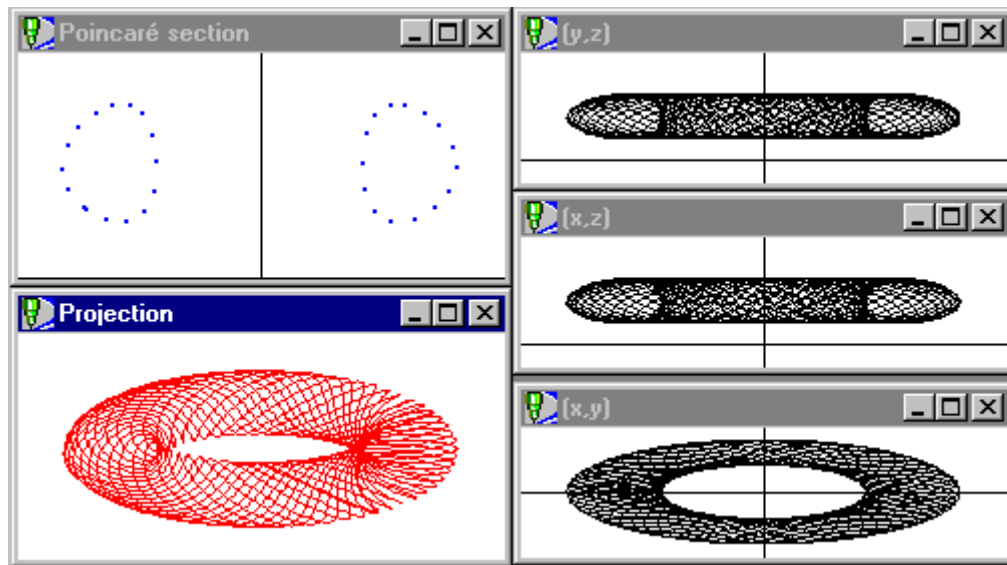 Poincaré section
(y,z)
(x,z)
Projection
(x,y)